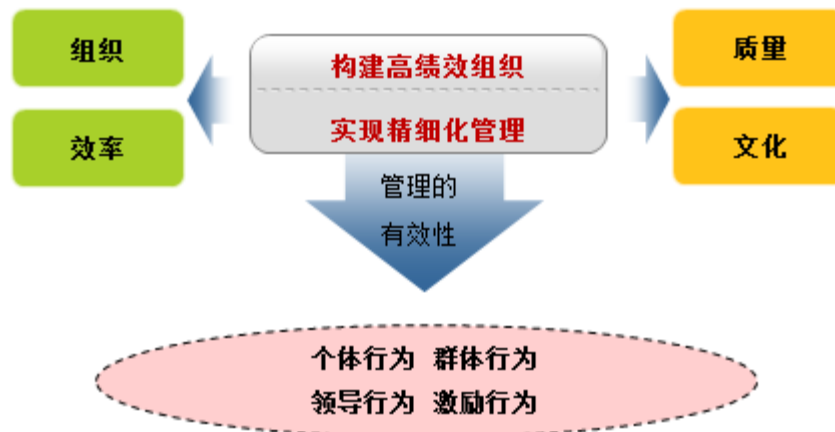 组织
效率
构建高绩效组织
实现精细化管理
质量
文化
管理的
有效性
个体行为 群体行为
领导行为 激励行为